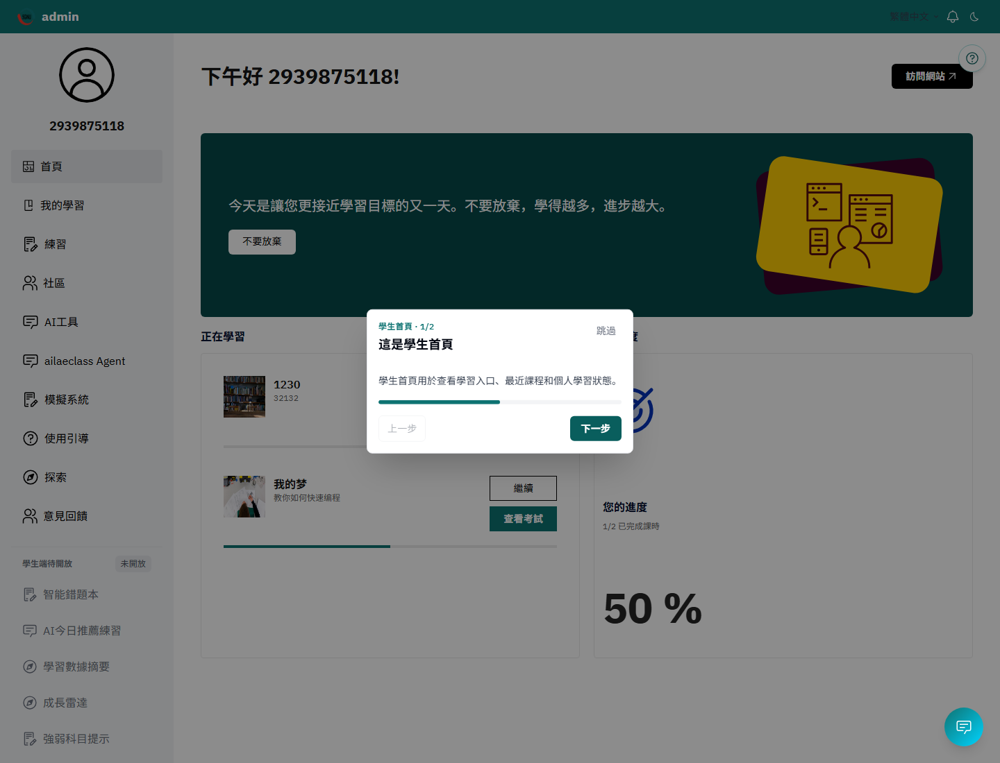 admin
繁體中文
2939875118
首頁
我的學習
練習
社區
AI工具
ailaeclass Agent
模擬系統
使用引導
探索
意見回饋
學生端待開放
未開放
智能錯題本
AI今日推薦練習
學習數據摘要
成長雷達
強弱科目提示
下午好 2939875118!
訪問網站
今天是讓您更接近學習目標的又一天。不要放棄，學得越多，進步越大。
不要放棄
正在學習
度
1230
32132
我的梦
教你如何快速编程
繼續
查看考試
您的進度
1/2 已完成課時
50 %
學生首頁 · 1/2
跳過
這是學生首頁
學生首頁用於查看學習入口、最近課程和個人學習狀態。
上一步
下一步